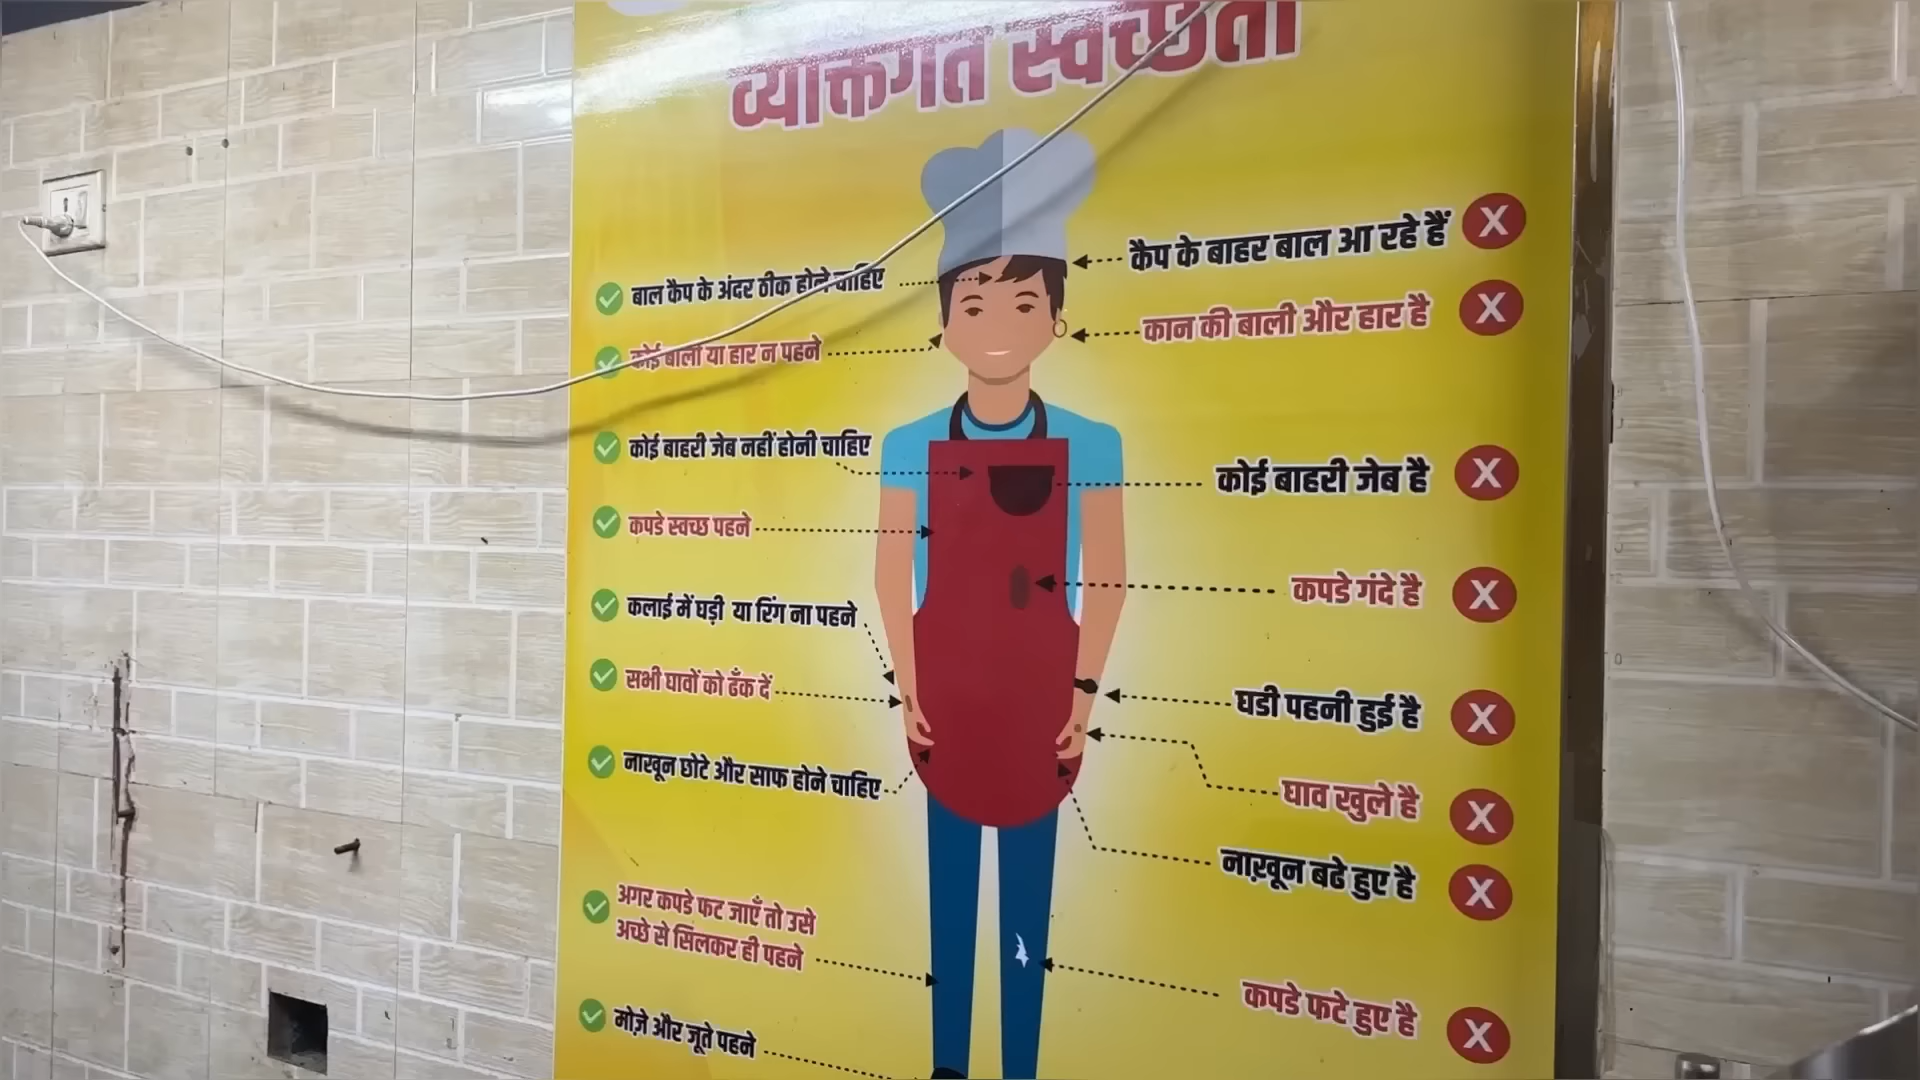 व्यक्तिगत स्वच्छता
बाल कैप के अंदर ठीक होने चाहिए
कोई बाली या हार न पहने
कोई बाहरी जेब नहीं होनी चाहिए
कपडे स्वच्छ पहने
कलाई में घड़ी या रिंग ना पहने
सभी घावों को ढँक दें
नाखून छोटे और साफ होने चाहिए
अगर कपडे फट जाएँ तो उसे
अच्छे से सिलकर ही पहने
मोज़े और जूते पहने
कैप के बाहर बाल आ रहे हैं X
कान की बाली और हार है X
कोई बाहरी जेब है X
कपडे गंदे है X
घडी पहनी हुई है X
घाव खुले है X
नाख़ून बढे हुए है X
कपडे फटे हुए है X